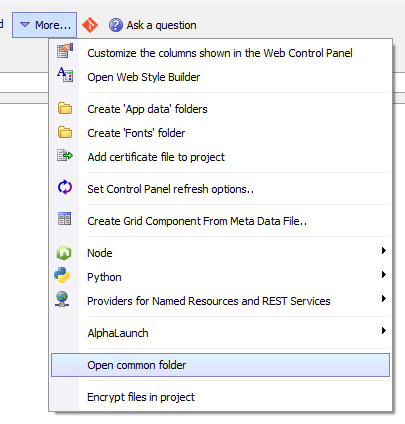 d More... Ask a question
Customize the columns shown in the Web Control Panel
Open Web Style Builder
Create 'App data' folders
Create 'Fonts' folder
Add certificate file to project
Set Control Panel refresh options..
Create Grid Component From Meta Data File..
Node
Python
Providers for Named Resources and REST Services
AlphaLaunch
Open common folder
Encrypt files in project